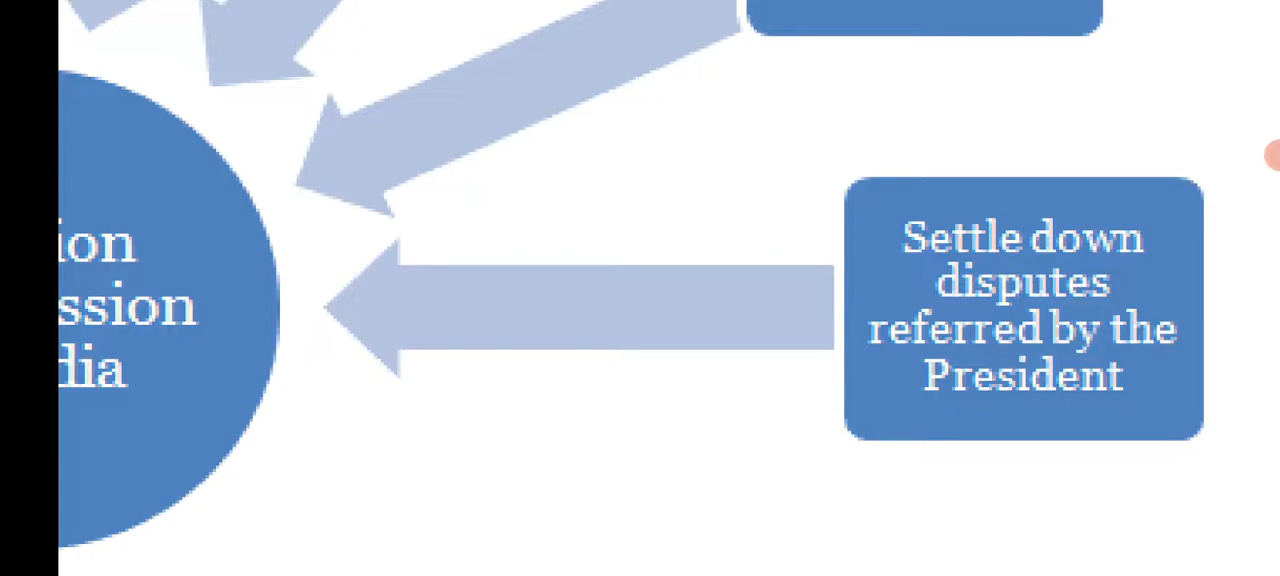 ion
ssion
dia
Settle down
disputes
referred by the
President